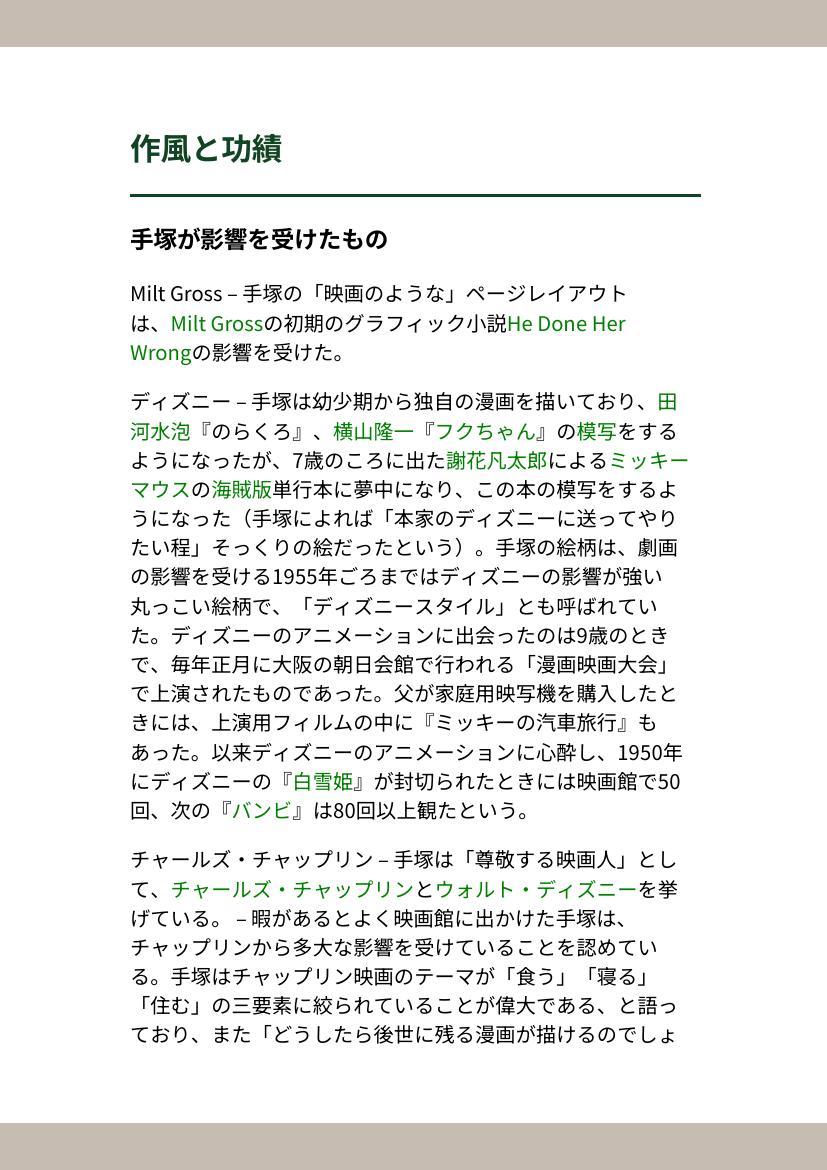 作風と功績
手塚が影響を受けたもの
Milt Gross – 手塚の「映画のような」ページレイアウト
は、Milt Grossの初期のグラフィック小説He Done Her
Wrongの影響を受けた。
ディズニー – 手塚は幼少期から独自の漫画を描いており、田
河水泡『のらくろ』、横山隆一『フクちゃん』の模写をする
ようになったが、7歳のころに出た謝花凡太郎によるミッキー
マウスの海賊版単行本に夢中になり、この本の模写をするよ
うになった（手塚によれば「本家のディズニーに送ってやり
たい程」そっくりの絵だったという）。手塚の絵柄は、劇画
の影響を受ける1955年ごろまではディズニーの影響が強い
丸っこい絵柄で、「ディズニースタイル」とも呼ばれてい
た。ディズニーのアニメーションに出会ったのは9歳のとき
で、毎年正月に大阪の朝日会館で行われる「漫画映画大会」
で上演されたものであった。父が家庭用映写機を購入したと
きには、上演用フィルムの中に『ミッキーの汽車旅行』も
あった。以来ディズニーのアニメーションに心酔し、1950年
にディズニーの『白雪姫』が封切られたときには映画館で50
回、次の『バンビ』は80回以上観たという。
チャールズ・チャップリン – 手塚は「尊敬する映画人」とし
て、チャールズ・チャップリンとウォルト・ディズニーを挙
げている。 – 暇があるとよく映画館に出かけた手塚は、
チャップリンから多大な影響を受けていることを認めてい
る。手塚はチャップリン映画のテーマが「食う」「寝る」
「住む」の三要素に絞られていることが偉大である、と語っ
ており、また「どうしたら後世に残る漫画が描けるのでしょ